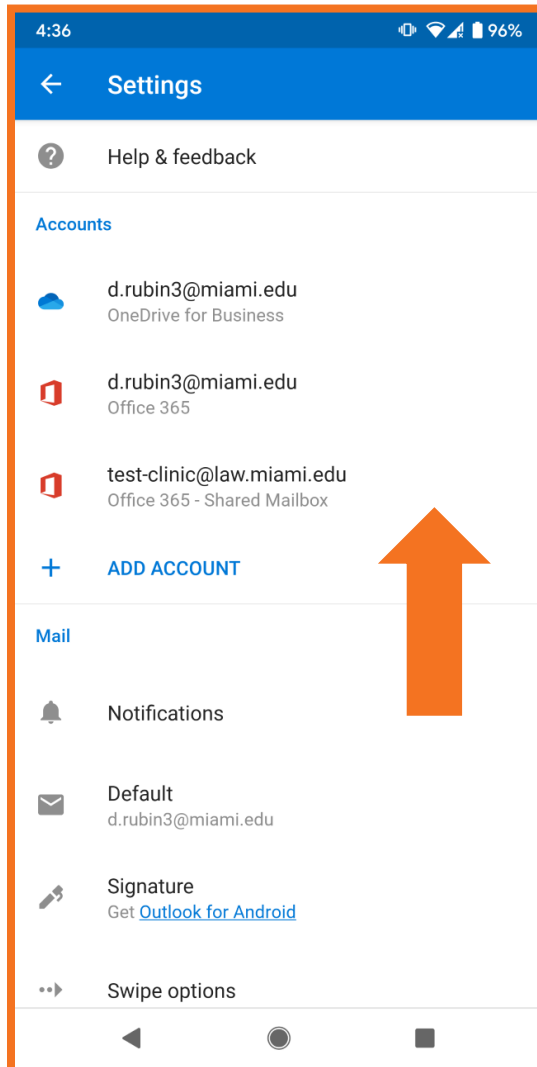 4:36 96%
Settings
Help & feedback
Accounts
d.rubin3@miami.edu
OneDrive for Business
d.rubin3@miami.edu
Office 365
test-clinic@law.miami.edu
Office 365 - Shared Mailbox
ADD ACCOUNT
Mail
Notifications
Default
d.rubin3@miami.edu
Signature
Get Outlook for Android
Swipe options